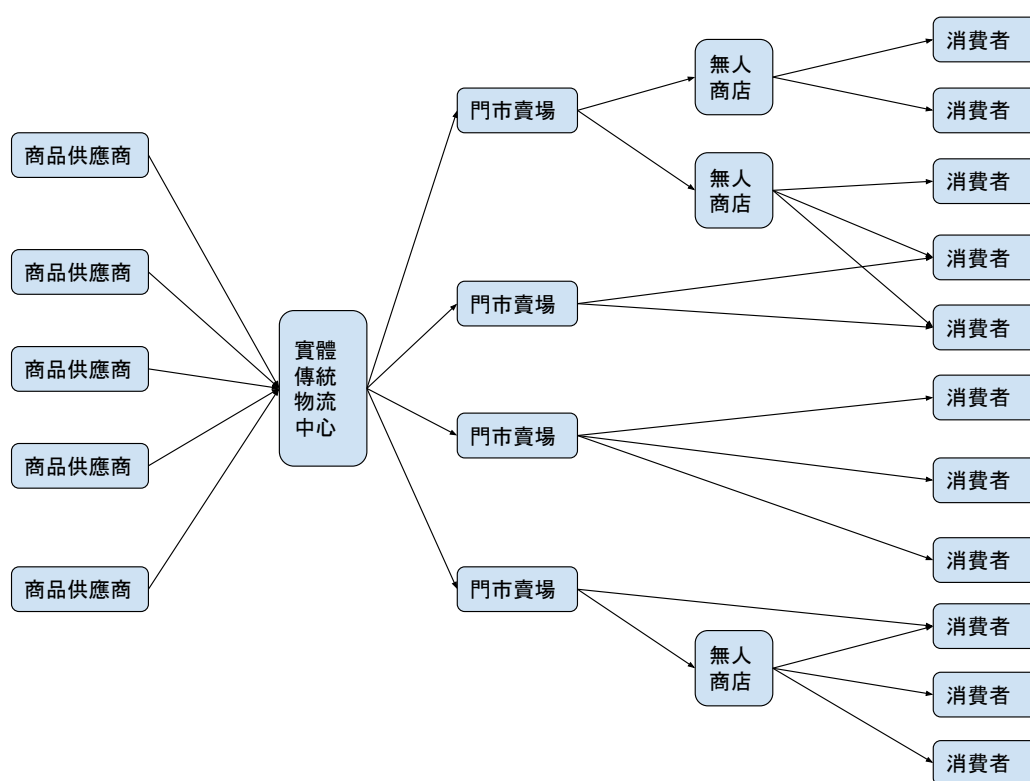 商品供應商
商品供應商
商品供應商
商品供應商
商品供應商
實體
傳統
物流
中心
門市賣場
門市賣場
門市賣場
門市賣場
無人
商店
無人
商店
無人
商店
消費者
消費者
消費者
消費者
消費者
消費者
消費者
消費者
消費者
消費者
消費者